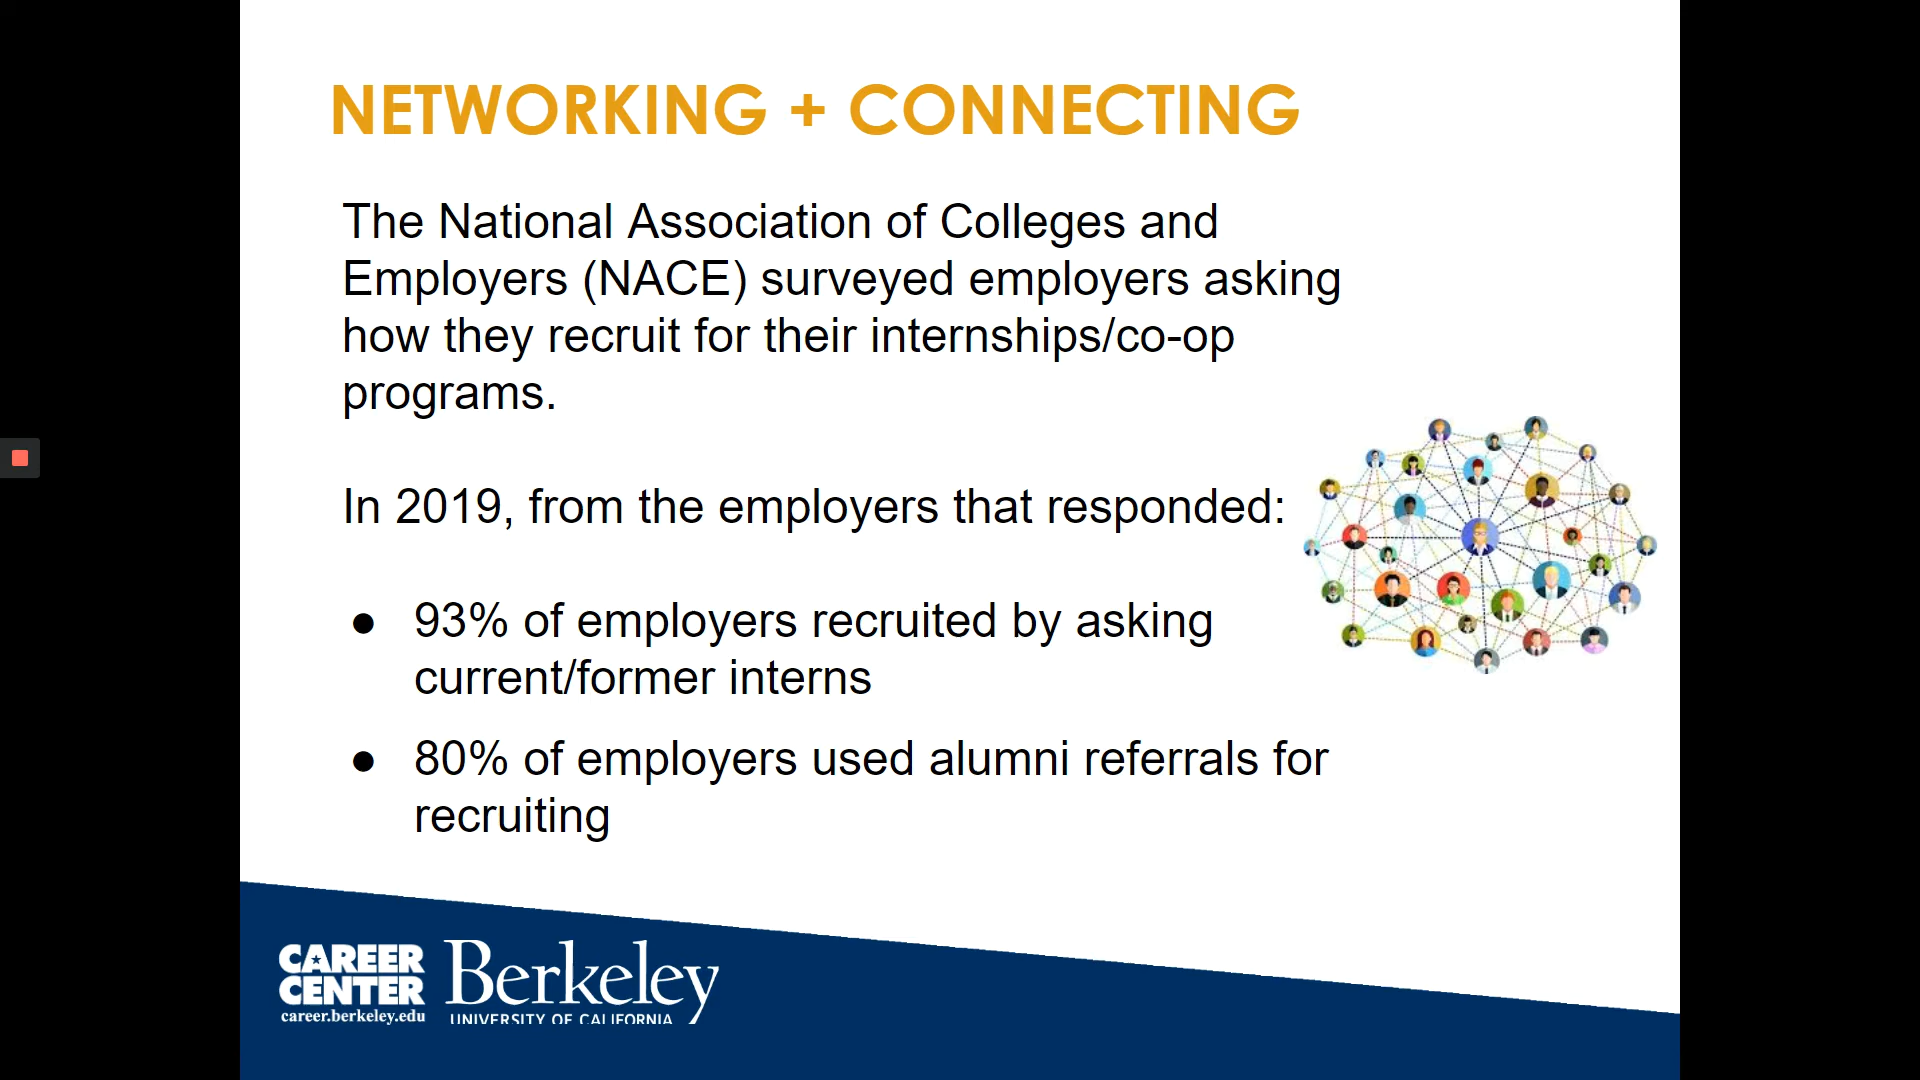 NETWORKING + CONNECTING
The National Association of Colleges and
Employers (NACE) surveyed employers asking
how they recruit for their internships/co-op
programs.
In 2019, from the employers that responded:
● 93% of employers recruited by asking
current/former interns
● 80% of employers used alumni referrals for
recruiting
CAREER
CENTER
career.berkeley.edu
Berkeley
UNIVERSITY OF CALIFORNIA